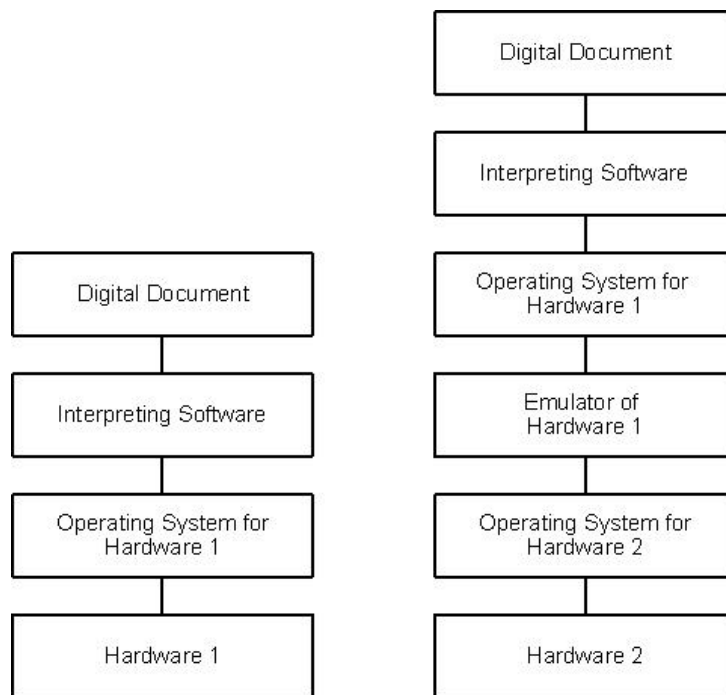 Digital Document
Interpreting Software
Operating System for
Hardware 1
Hardware 1
Digital Document
Interpreting Software
Operating System for
Hardware 1
Emulator of
Hardware 1
Operating System for
Hardware 2
Hardware 2